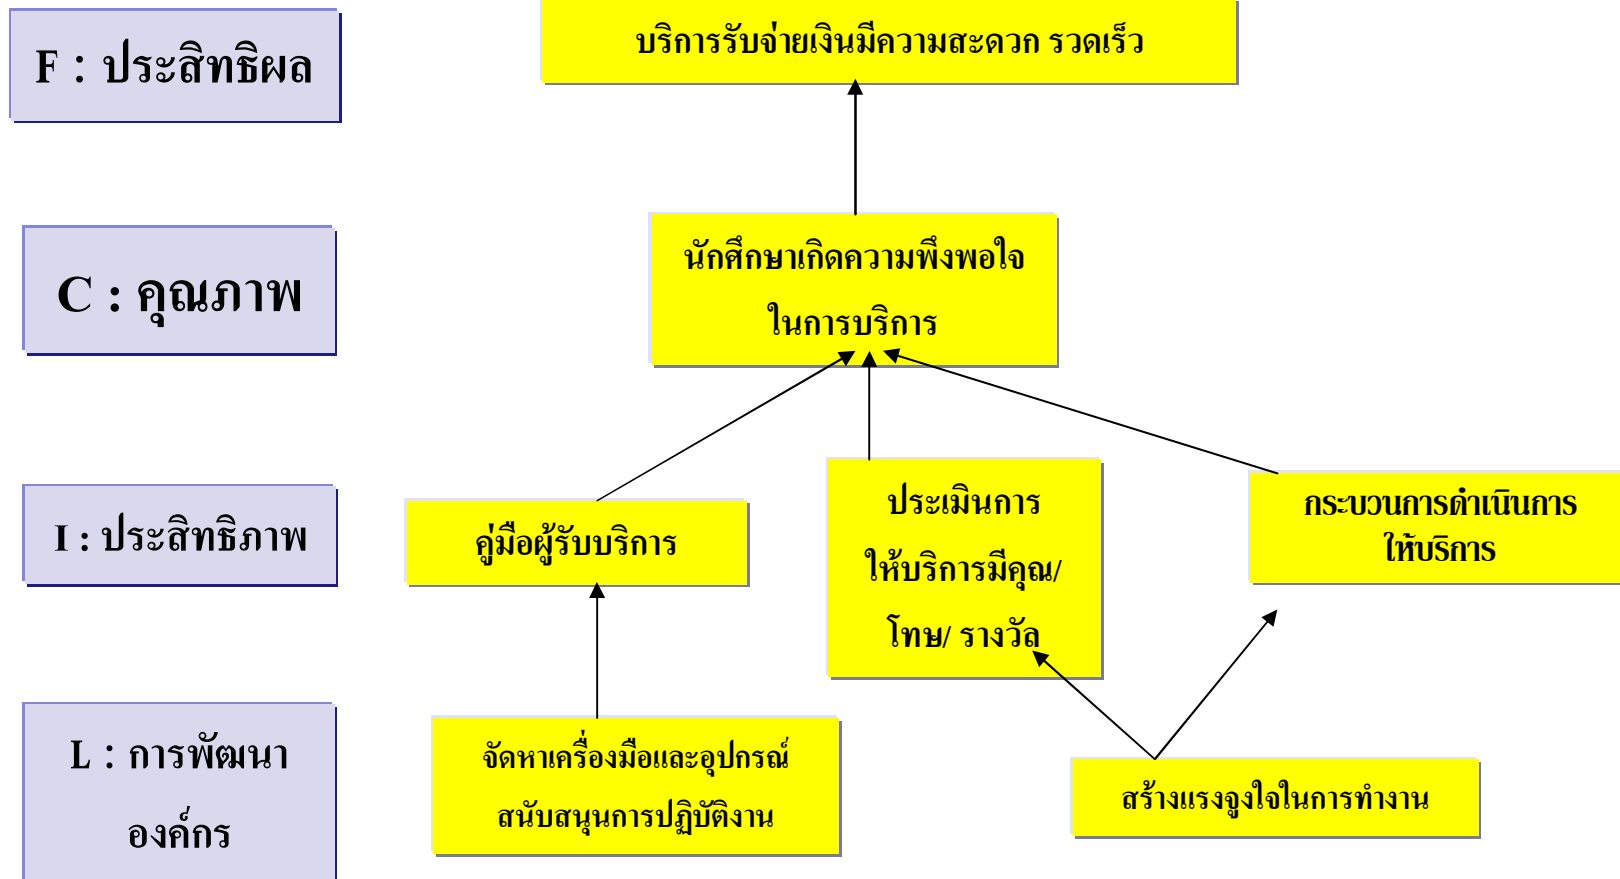 F : ประสิทธิผล
บริการรับจ่ายเงินมีความสะดวก รวดเร็ว
C : คุณภาพ
นักศึกษาเกิดความพึงพอใจ
ในการบริการ
I : ประสิทธิภาพ
คู่มือผู้รับบริการ
ประเมินการ
ให้บริการมีคุณ/
โทษ/ รางวัล
กระบวนการดำเนินการ
ให้บริการ
L : การพัฒนา
องค์กร
จัดหาเครื่องมือและอุปกรณ์
สนับสนุนการปฏิบัติงาน
สร้างแรงจูงใจในการทำงาน